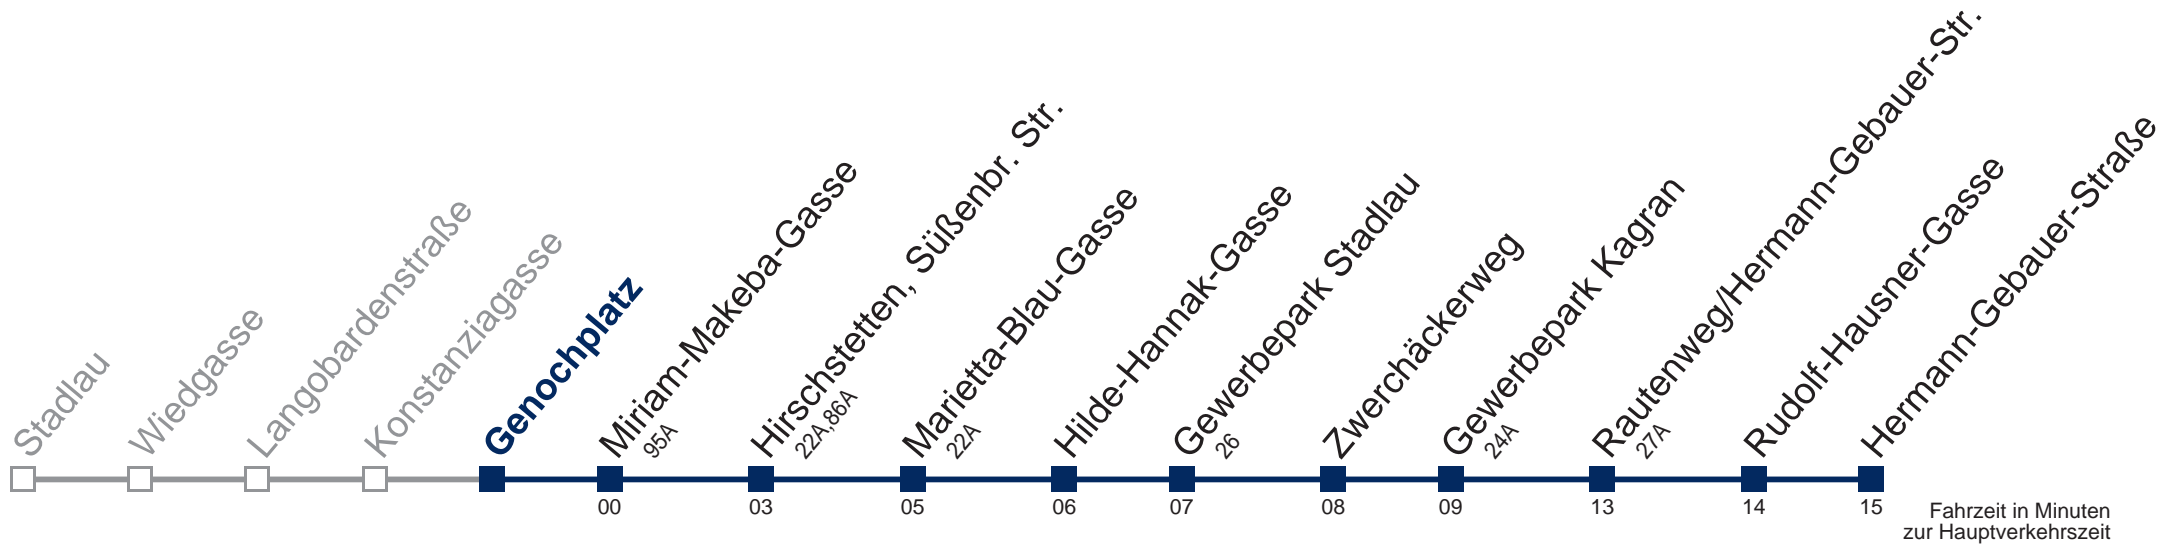 Stadlau
Wiedgasse
Langobardenstraße
Konstanziagasse
Genochplatz
Miriam-Makeba-Gasse
95A
Hirschstetten, Süßenbr. Str.
22A,86A
Marietta-Blau-Gasse
22A
Hilde-Hannak-Gasse
Gewerbepark Stadlau
26
Zwerchäckerweg
Gewerbepark Kagran
24A
Rautenweg/Hermann-Gebauer-Str.
27A
Rudolf-Hausner-Gasse
Hermann-Gebauer-Straße
00 03 05 06 07 08 09 13 14 15
Fahrzeit in Minuten
zur Hauptverkehrszeit